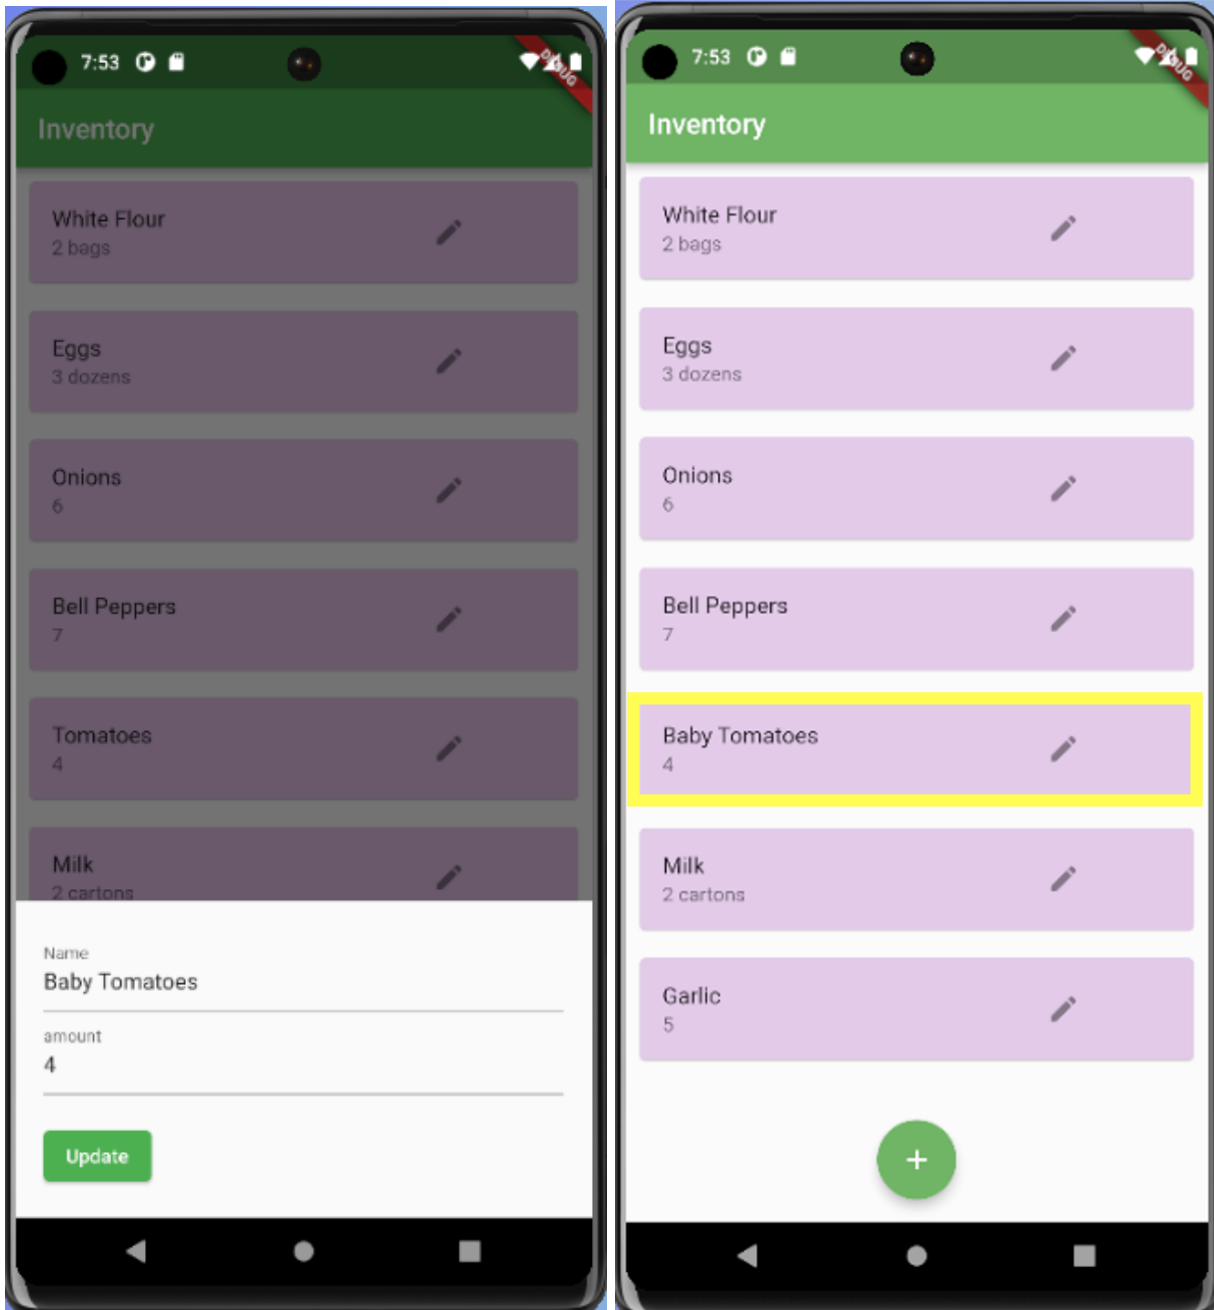 7:53
DEBUG
Inventory
White Flour
2 bags
Eggs
3 dozens
Onions
6
Bell Peppers
7
Tomatoes
4
Milk
2 cartons
Name
Baby Tomatoes
amount
4
Update
7:53
DEBUG
Inventory
White Flour
2 bags
Eggs
3 dozens
Onions
6
Bell Peppers
7
Baby Tomatoes
4
Milk
2 cartons
Garlic
5
+